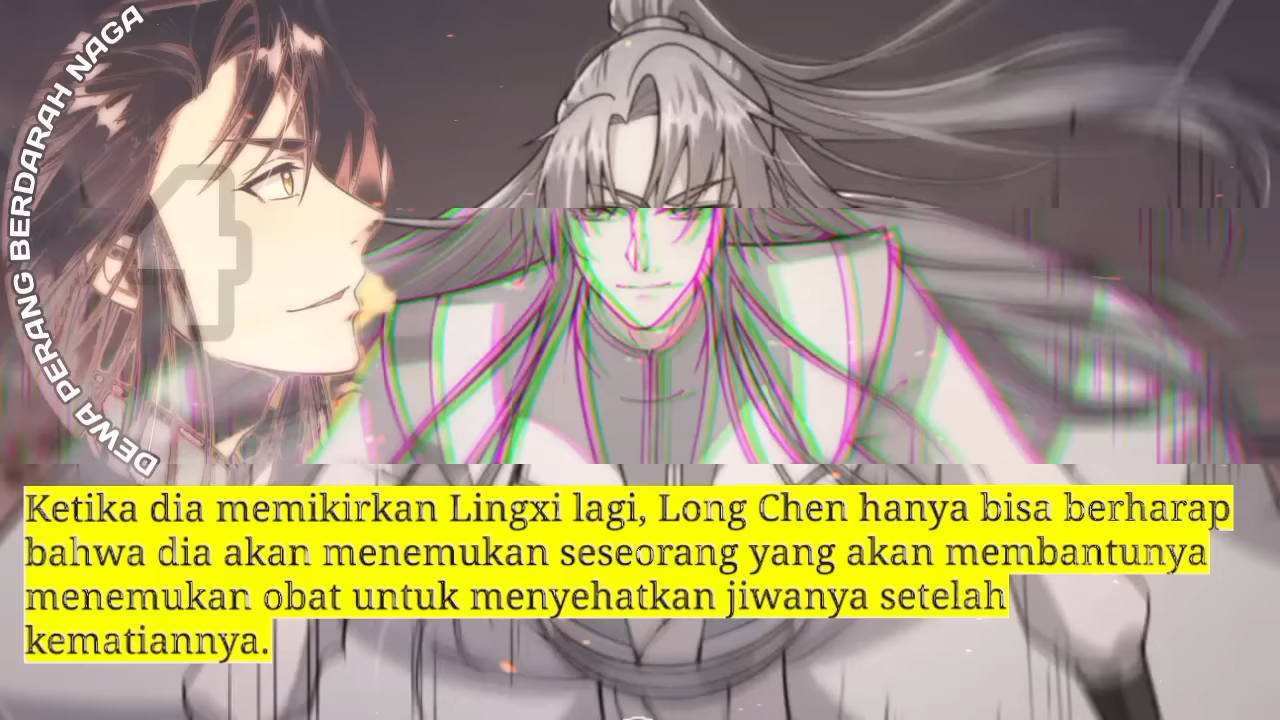 DEWA PERANG BERDARAH NAGA
Ketika dia memikirkan Lingxi lagi, Long Chen hanya bisa berharap
bahwa dia akan menemukan seseorang yang akan membantunya
menemukan obat untuk menyehatkan jiwanya setelah
kematiannya.